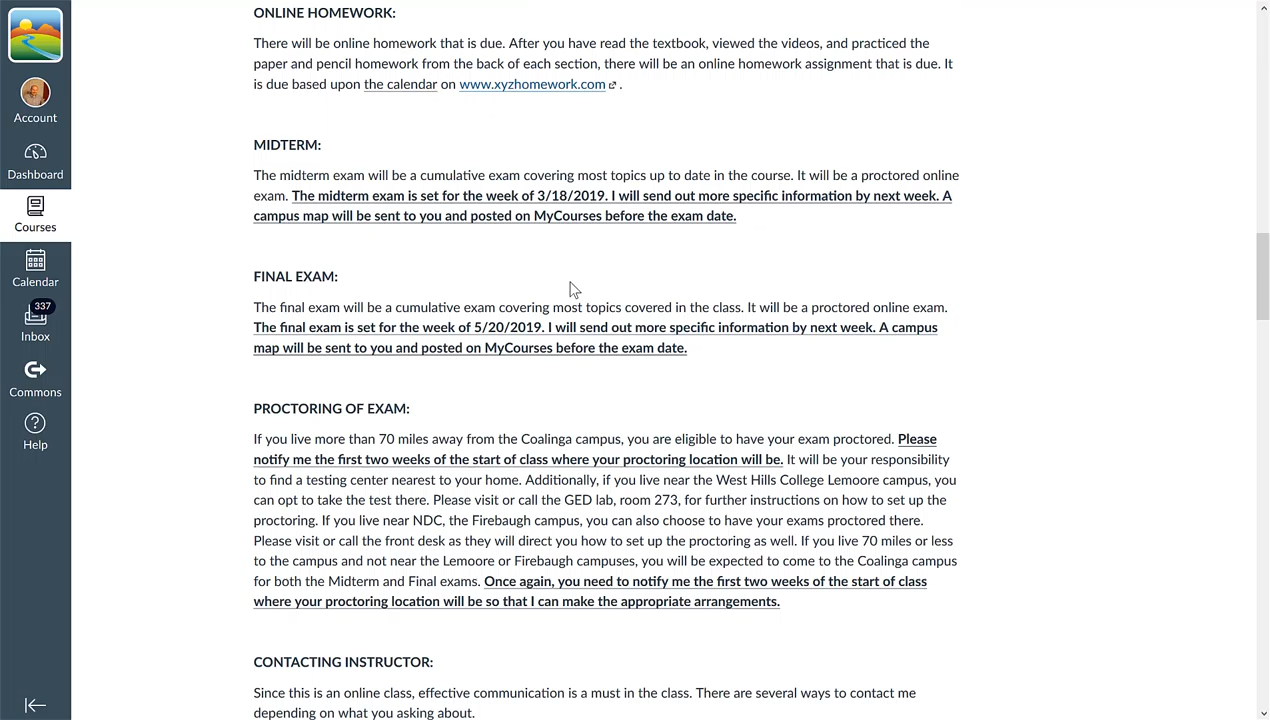 ONLINE HOMEWORK:
There will be online homework that is due. After you have read the textbook, viewed the videos, and practiced the
paper and pencil homework from the back of each section, there will be an online homework assignment that is due. It
is due based upon the calendar on www.xyzhomework.com .
MIDTERM:
The midterm exam will be a cumulative exam covering most topics up to date in the course. It will be a proctored online
exam. The midterm exam is set for the week of 3/18/2019. I will send out more specific information by next week. A
campus map will be sent to you and posted on MyCourses before the exam date.
FINAL EXAM:
The final exam will be a cumulative exam covering most topics covered in the class. It will be a proctored online exam.
The final exam is set for the week of 5/20/2019. I will send out more specific information by next week. A campus
map will be sent to you and posted on MyCourses before the exam date.
PROCTORING OF EXAM:
If you live more than 70 miles away from the Coalinga campus, you are eligible to have your exam proctored. Please
notify me the first two weeks of the start of class where your proctoring location will be. It will be your responsibility
to find a testing center nearest to your home. Additionally, if you live near the West Hills College Lemoore campus, you
can opt to take the test there. Please visit or call the GED lab, room 273, for further instructions on how to set up the
proctoring. If you live near NDC, the Firebaugh campus, you can also choose to have your exams proctored there.
Please visit or call the front desk as they will direct you how to set up the proctoring as well. If you live 70 miles or less
to the campus and not near the Lemoore or Firebaugh campuses, you will be expected to come to the Coalinga campus
for both the Midterm and Final exams. Once again, you need to notify me the first two weeks of the start of class
where your proctoring location will be so that I can make the appropriate arrangements.
CONTACTING INSTRUCTOR:
Since this is an online class, effective communication is a must in the class. There are several ways to contact me
depending on what you asking about.
Account
Dashboard
Courses
Calendar
337
Inbox
Commons
Help